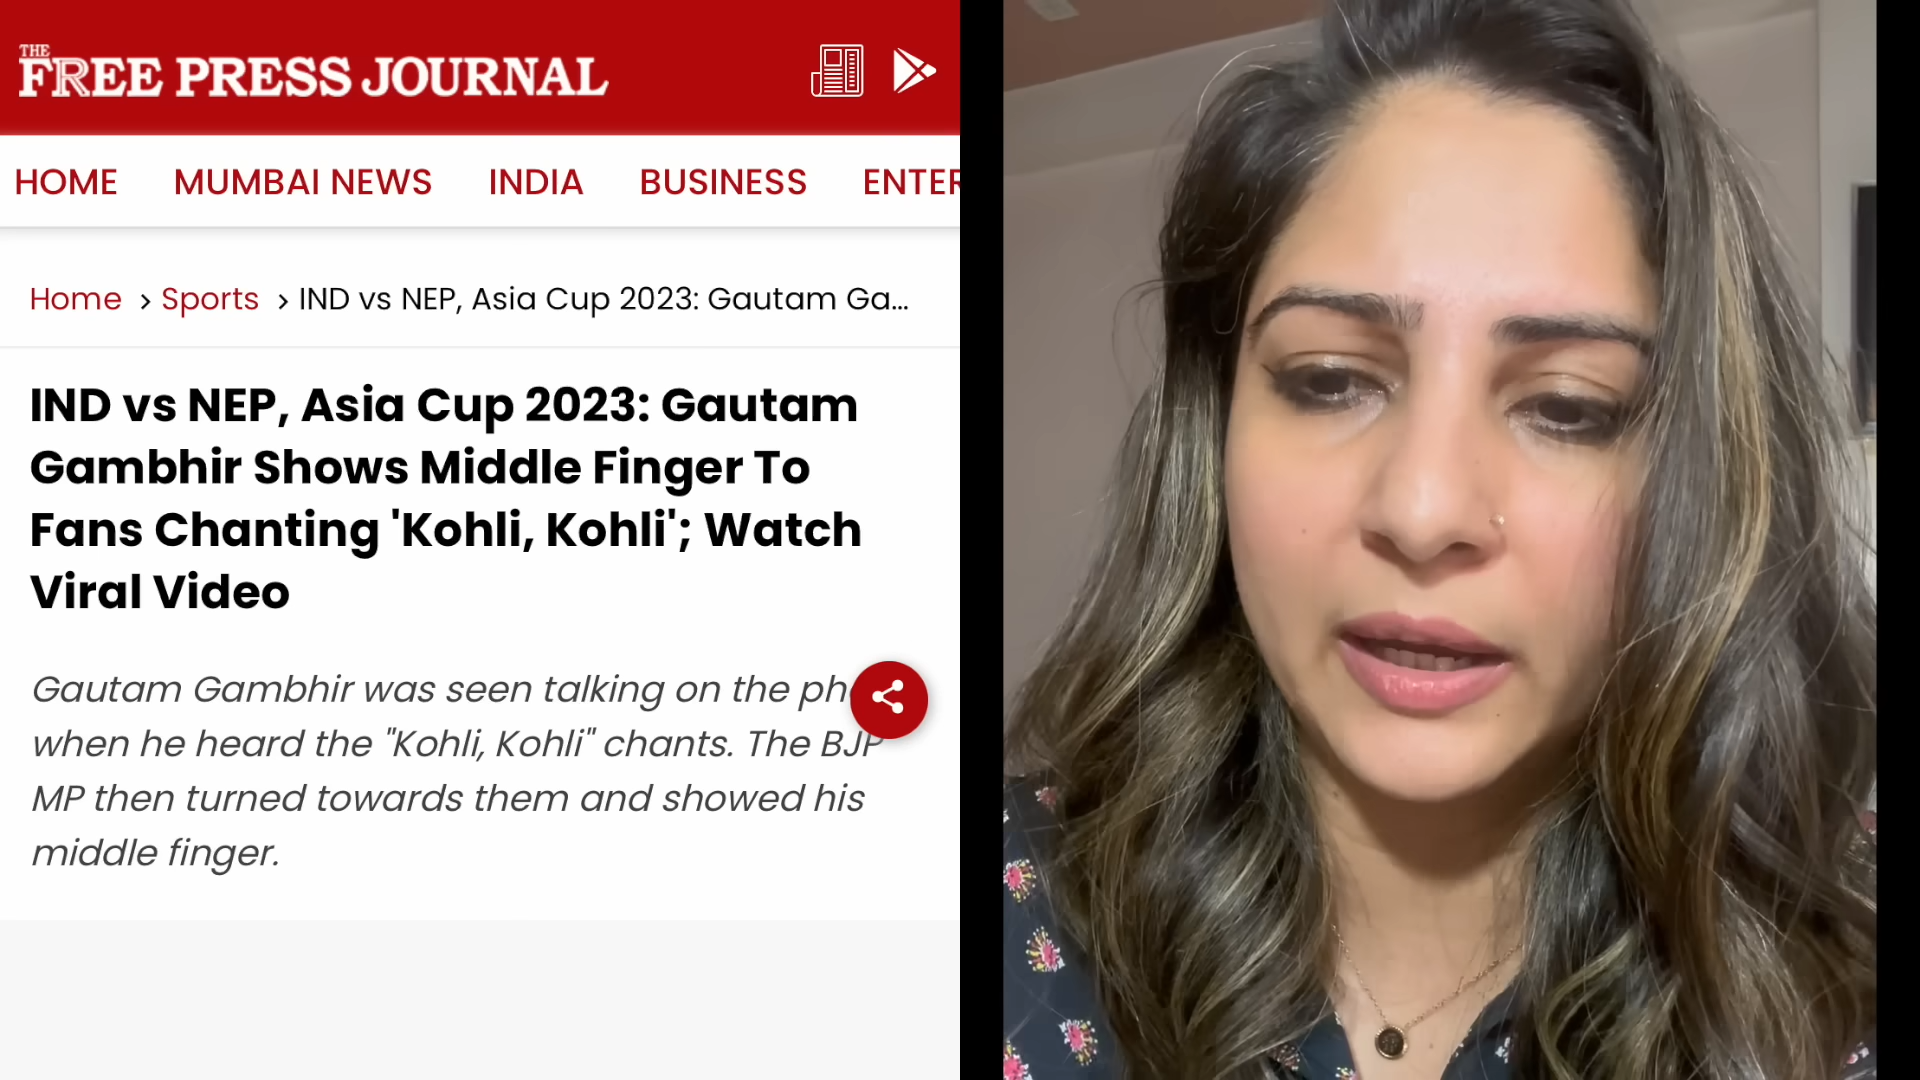 THE
FREE PRESS JOURNAL
HOME MUMBAI NEWS INDIA BUSINESS ENTER
Home › Sports › IND vs NEP, Asia Cup 2023: Gautam Ga...
IND vs NEP, Asia Cup 2023: Gautam
Gambhir Shows Middle Finger To
Fans Chanting 'Kohli, Kohli'; Watch
Viral Video
Gautam Gambhir was seen talking on the ph
when he heard the "Kohli, Kohli" chants. The BJP
MP then turned towards them and showed his
middle finger.